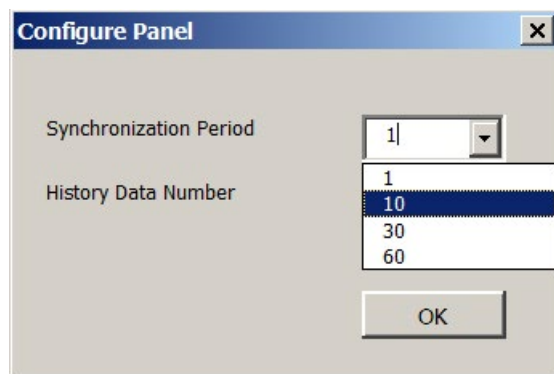 Configure Panel
Synchronization Period
1
History Data Number
1
10
30
60
OK